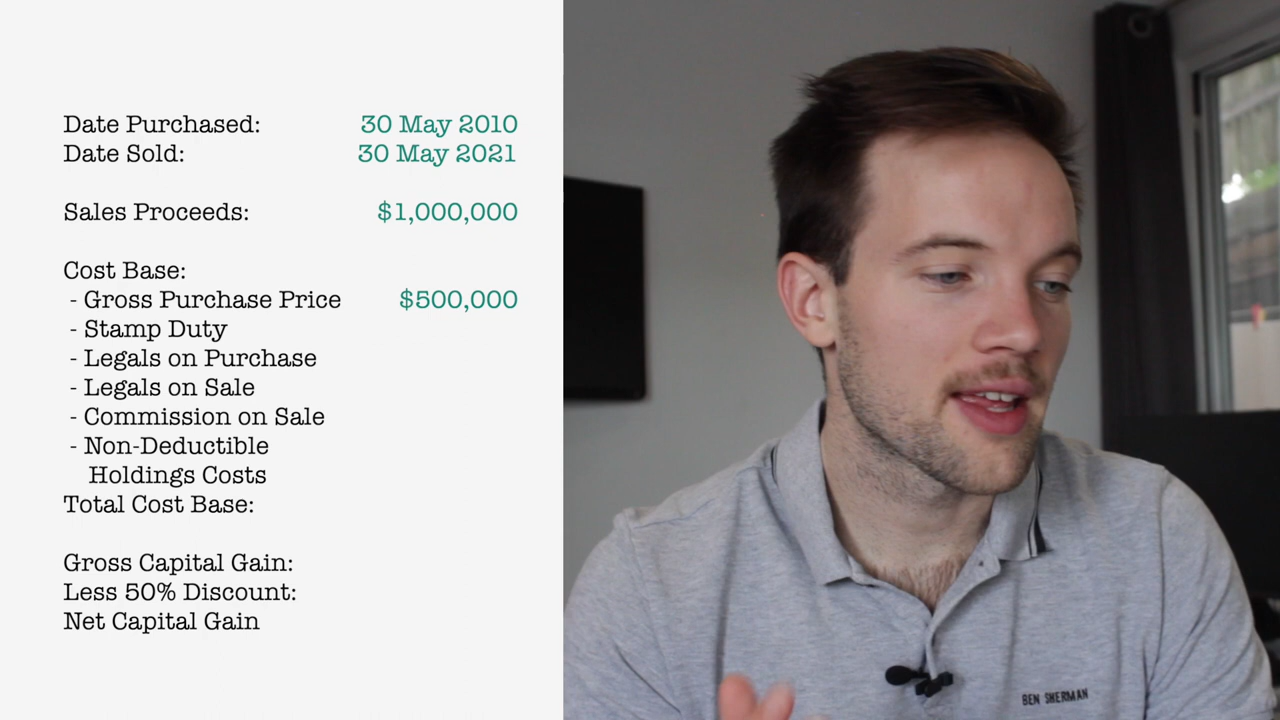 Date Purchased: 30 May 2010
Date Sold: 30 May 2021
Sales Proceeds: $1,000,000
Cost Base:
- Gross Purchase Price $500,000
- Stamp Duty
- Legals on Purchase
- Legals on Sale
- Commission on Sale
- Non-Deductible
Holdings Costs
Total Cost Base:
Gross Capital Gain:
Less 50% Discount:
Net Capital Gain
BEN SHERMAN